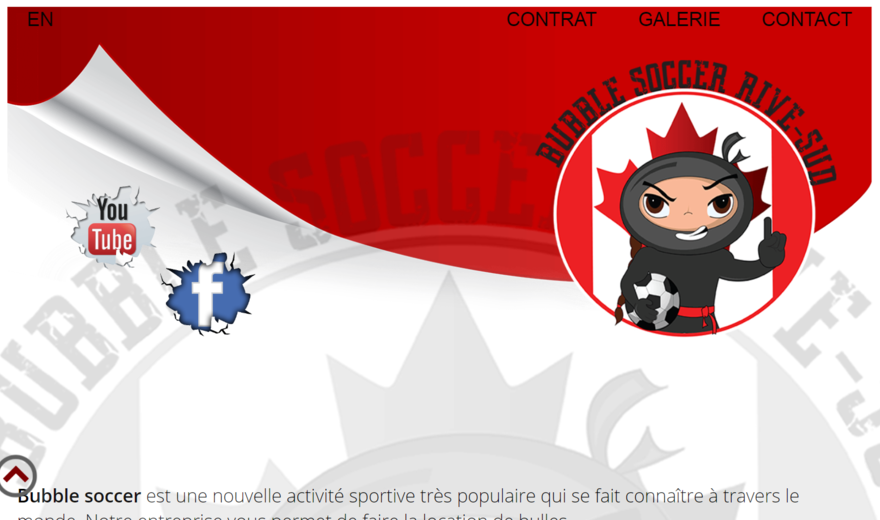 EN CONTRAT GALERIE CONTACT
BUBBLE SOCCER RIVE-SUD
You
Tube
f
Bubble soccer est une nouvelle activité sportive très populaire qui se fait connaître à travers le
monde. Notre entreprise vous permet de faire la location de bulles